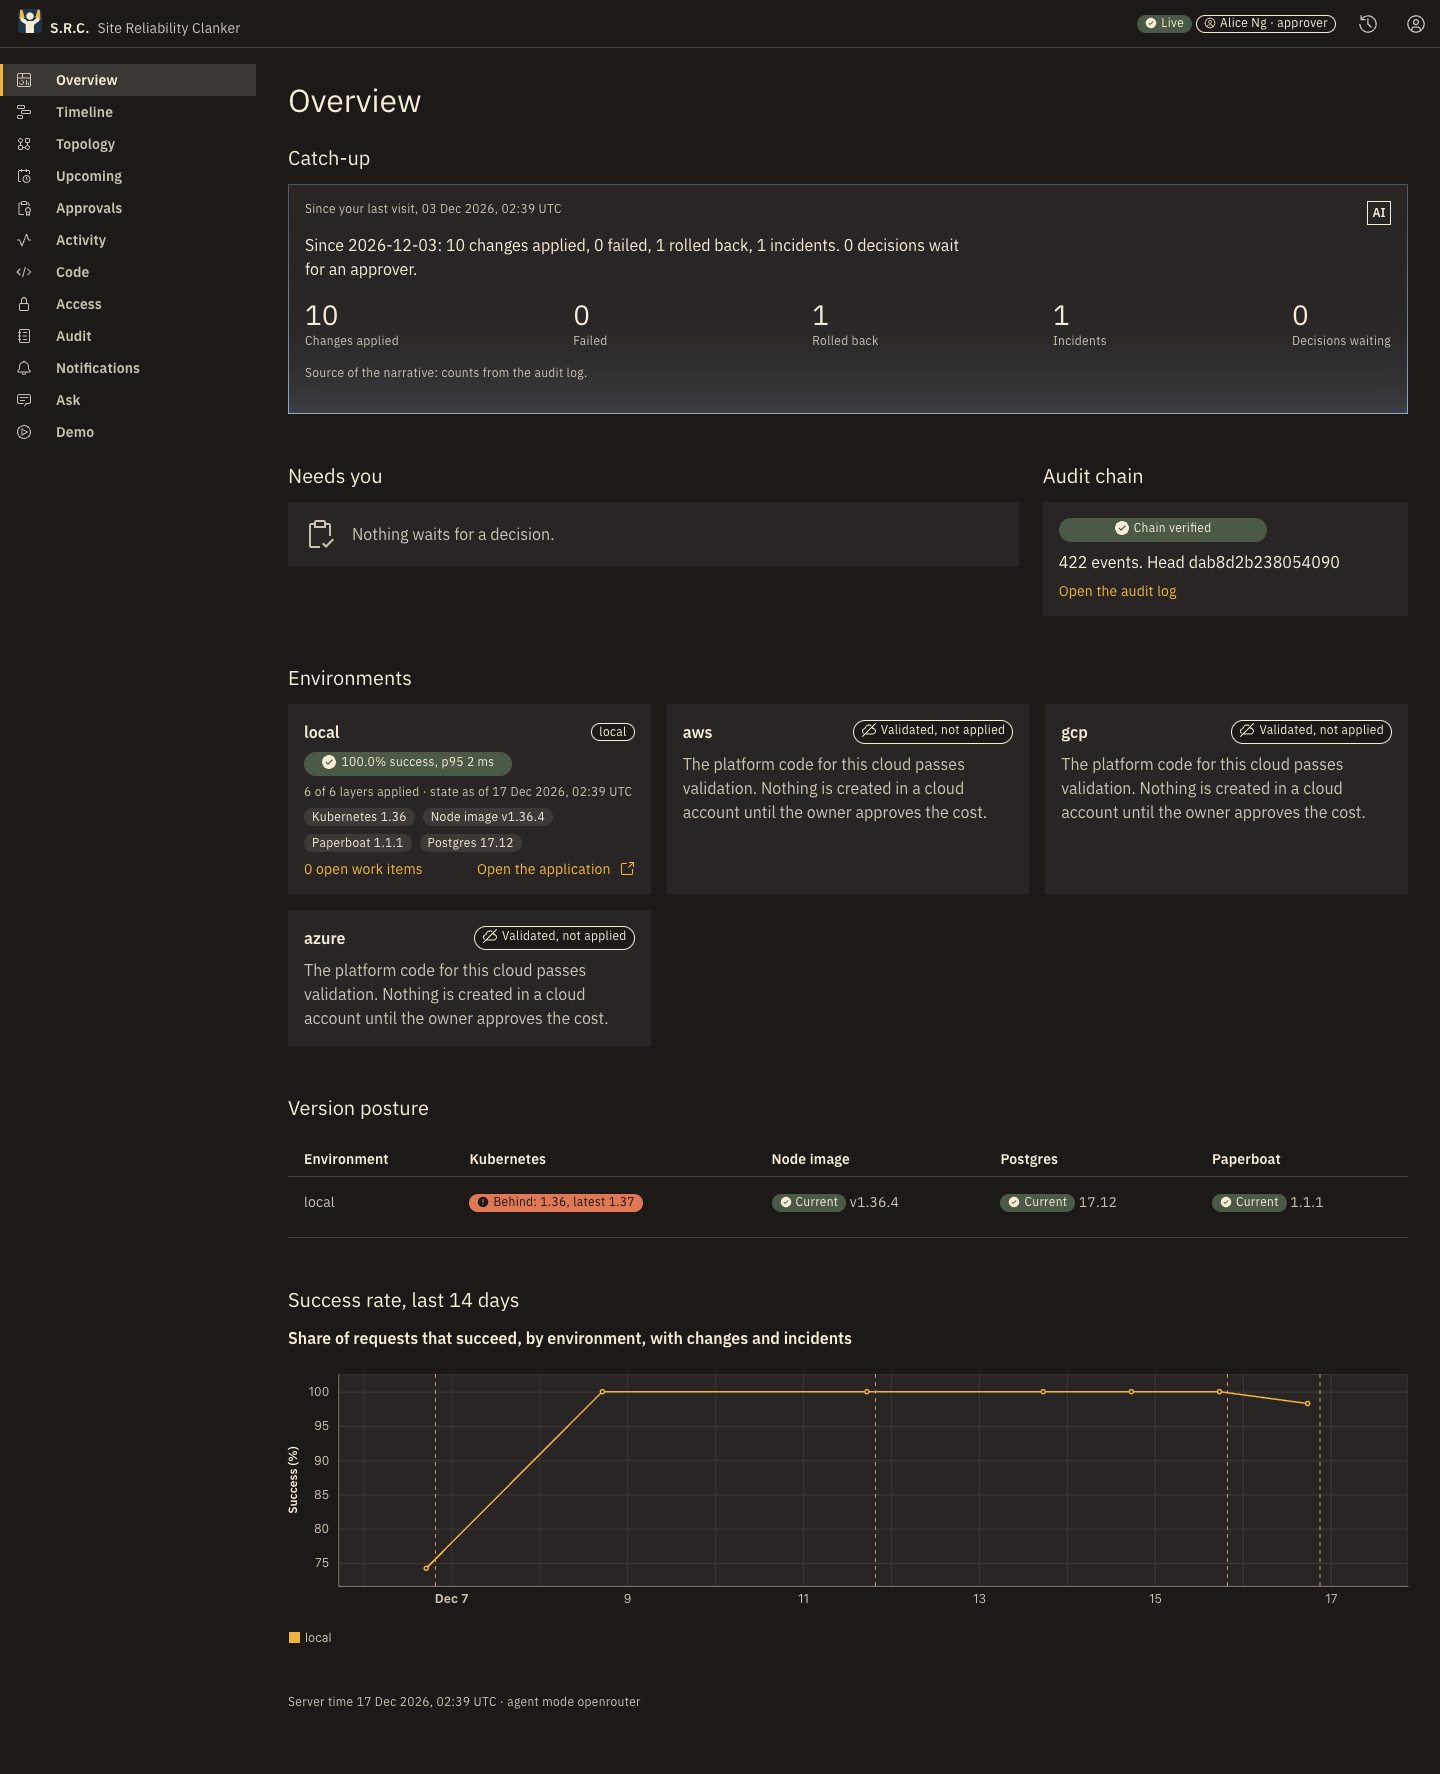 S.R.C. Site Reliability Clanker
Live
Alice Ng · approver
Overview
Timeline
Topology
Upcoming
Approvals
Activity
Code
Access
Audit
Notifications
Ask
Demo
Overview
Catch-up
Since your last visit, 03 Dec 2026, 02:39 UTC
AI
Since 2026-12-03: 10 changes applied, 0 failed, 1 rolled back, 1 incidents. 0 decisions wait
for an approver.
10
Changes applied
0
Failed
1
Rolled back
1
Incidents
0
Decisions waiting
Source of the narrative: counts from the audit log.
Needs you
Nothing waits for a decision.
Audit chain
Chain verified
422 events. Head dab8d2b238054090
Open the audit log
Environments
local
local
100.0% success, p95 2 ms
6 of 6 layers applied · state as of 17 Dec 2026, 02:39 UTC
Kubernetes 1.36
Node image v1.36.4
Paperboat 1.1.1
Postgres 17.12
0 open work items
Open the application
aws
Validated, not applied
The platform code for this cloud passes
validation. Nothing is created in a cloud
account until the owner approves the cost.
gcp
Validated, not applied
The platform code for this cloud passes
validation. Nothing is created in a cloud
account until the owner approves the cost.
azure
Validated, not applied
The platform code for this cloud passes
validation. Nothing is created in a cloud
account until the owner approves the cost.
Version posture
Environment Kubernetes Node image Postgres Paperboat
local Behind: 1.36, latest 1.37 Current v1.36.4 Current 17.12 Current 1.1.1
Success rate, last 14 days
Share of requests that succeed, by environment, with changes and incidents
Success (%)
100
95
90
85
80
75
Dec 7 9 11 13 15 17
local
Server time 17 Dec 2026, 02:39 UTC · agent mode openrouter